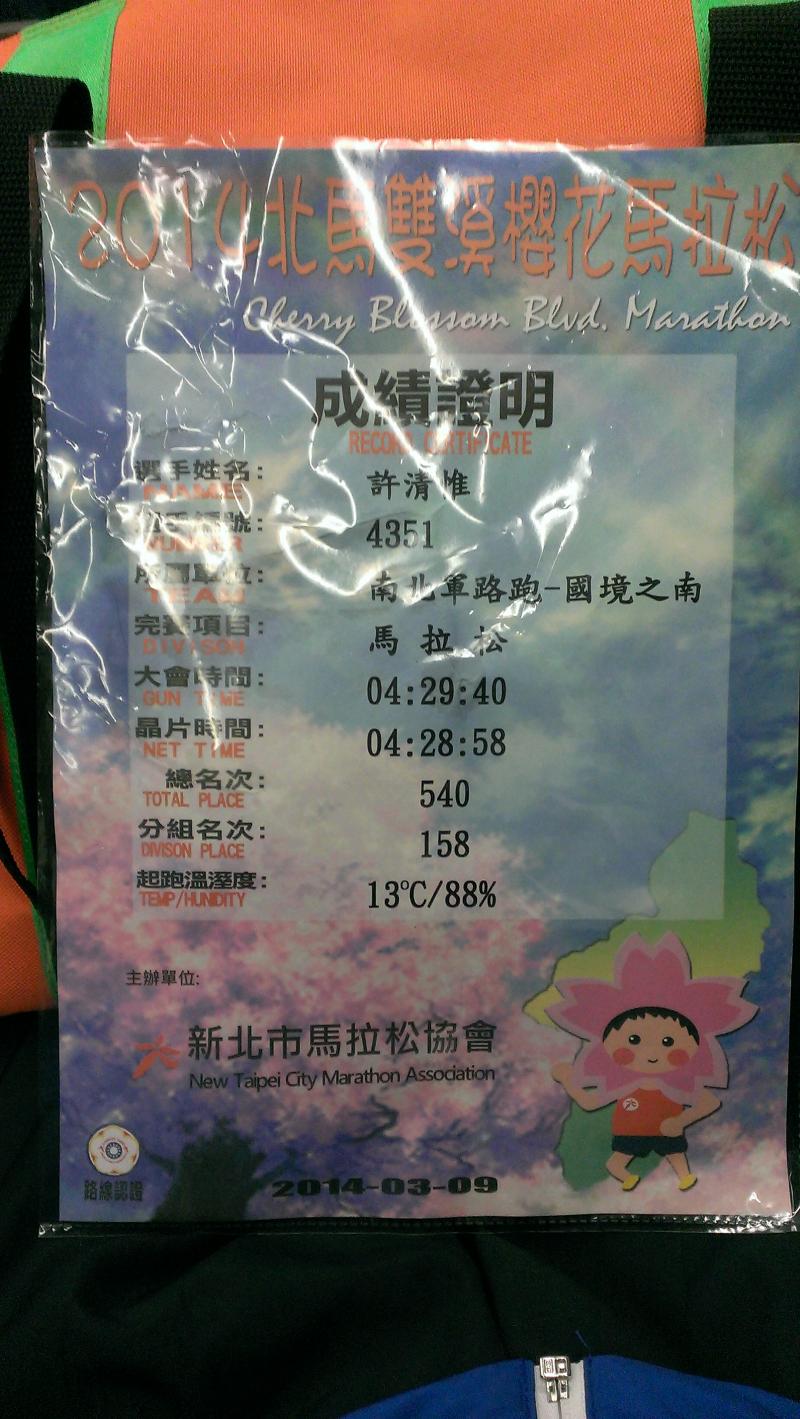 2014北馬雙溪櫻花馬拉松
Cherry Blossom Blvd. Marathon
成績證明
RECORD CERTIFICATE
選手姓名: 許清惟
NAME
選手編號: 4351
NUMBER
所屬單位: 南北軍路跑-國境之南
TEAM
完賽項目: 馬拉松
DIVISON
大會時間: 04:29:40
GUN TIME
晶片時間: 04:28:58
NET TIME
總名次: 540
TOTAL PLACE
分組名次: 158
DIVISON PLACE
起跑溫溼度: 13℃/88%
TEMP/HUNIDITY
主辦單位:
新北市馬拉松協會
New Taipei City Marathon Association
路線認證
2014-03-09